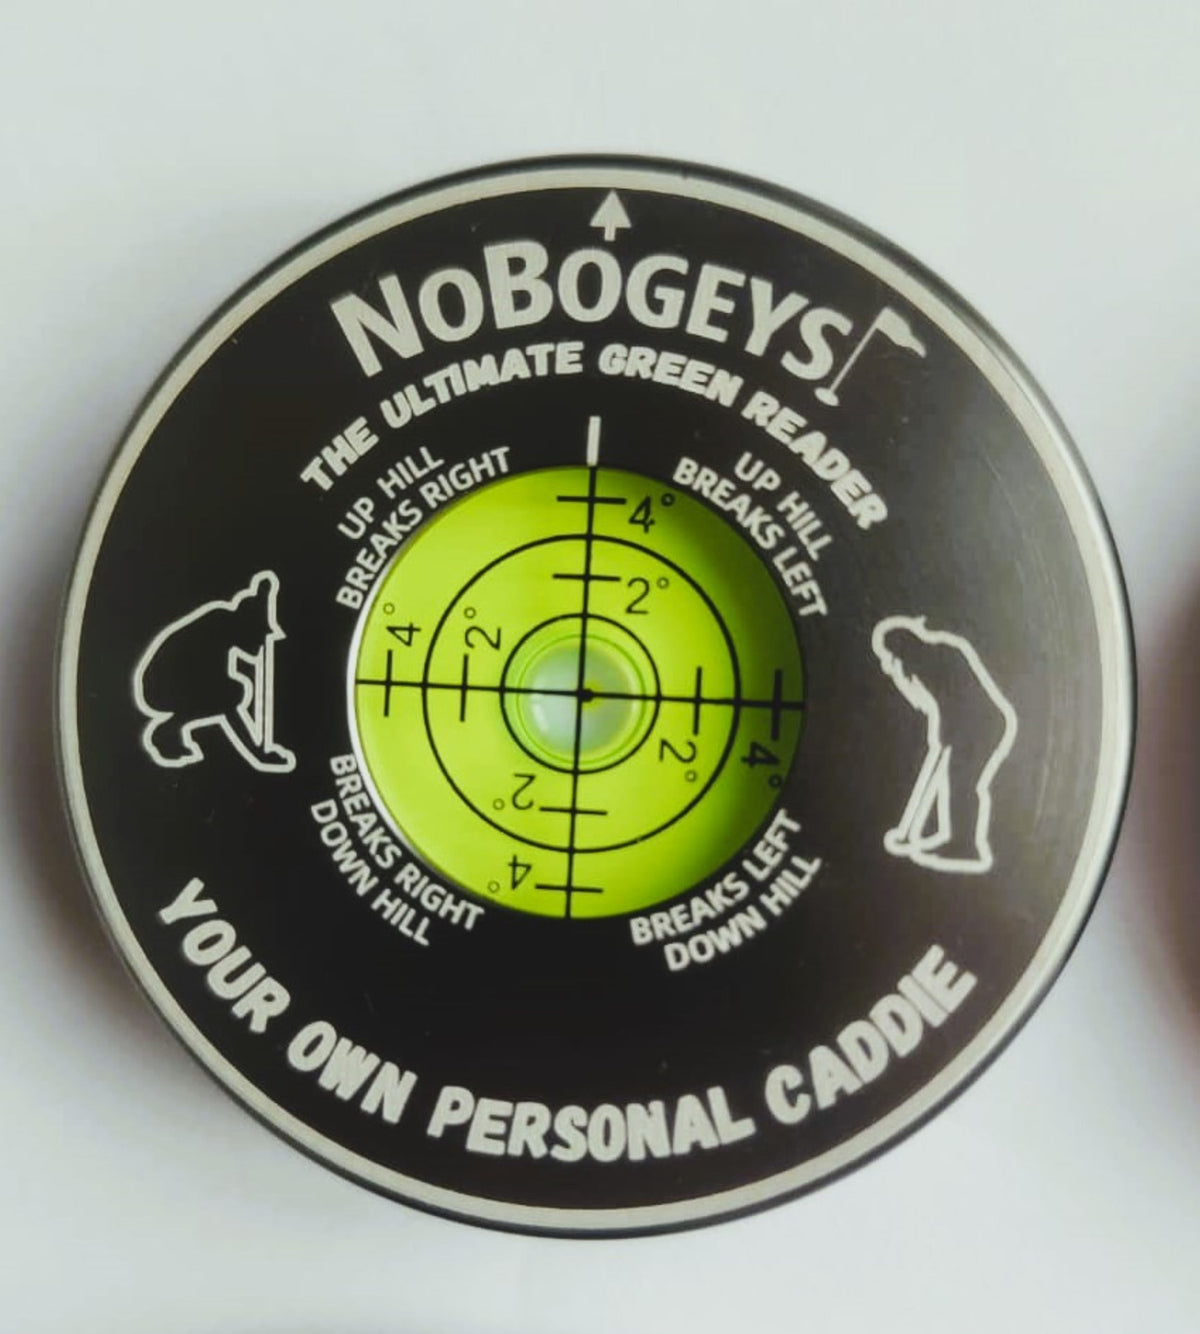 NOBOGEYS
THE ULTIMATE GREEN READER
UP HILL
BREAKS RIGHT
UP HILL
BREAKS LEFT
4°
2°
4°
2°
2°
4°
2°
4°
BREAKS RIGHT
DOWN HILL
BREAKS LEFT
DOWN HILL
YOUR OWN PERSONAL CADDIE